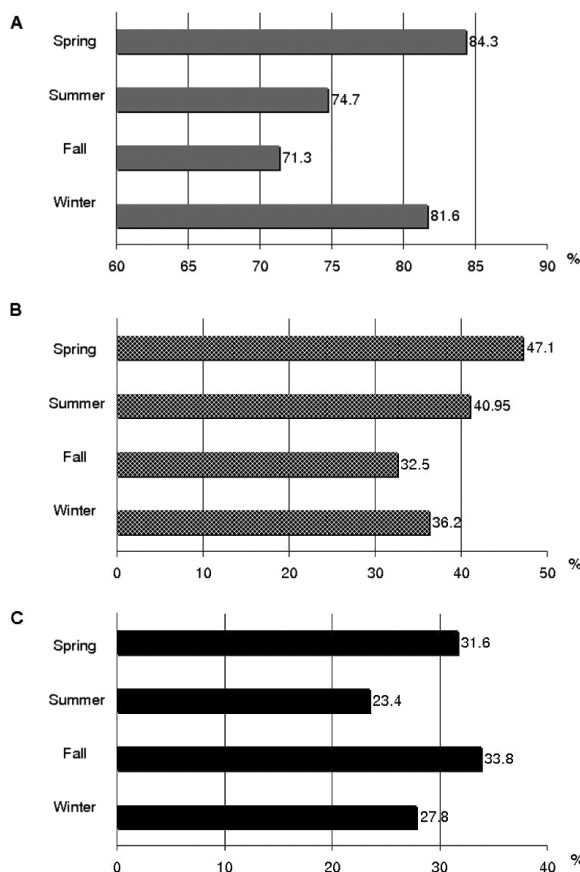 A
Spring
84.3
Summer
74.7
Fall
71.3
Winter
81.6
60 65 70 75 80 85 90 %
B
Spring
47.1
Summer
40.95
Fall
32.5
Winter
36.2
0 10 20 30 40 50 %
C
Spring
31.6
Summer
23.4
Fall
33.8
Winter
27.8
0 10 20 30 40 %